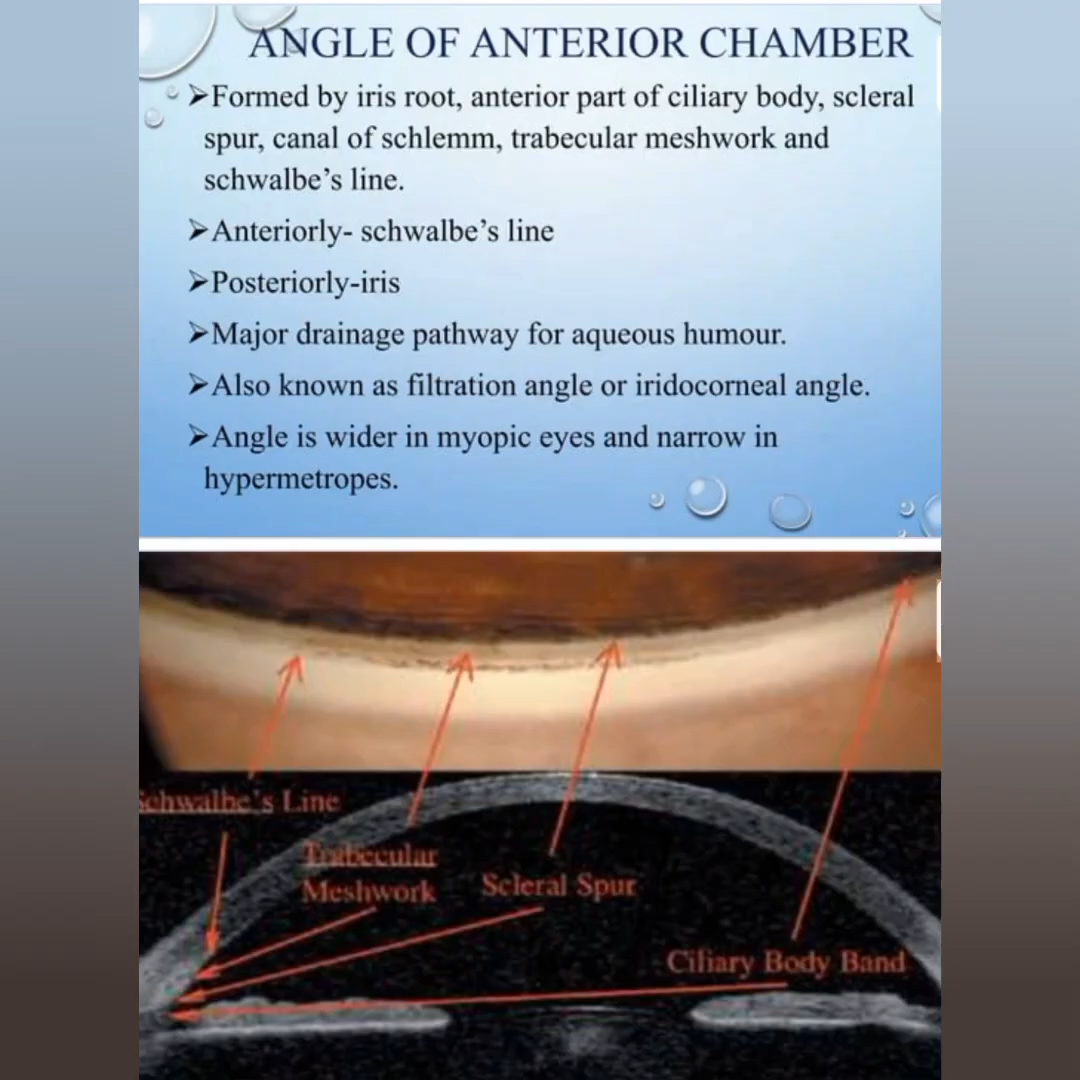 ANGLE OF ANTERIOR CHAMBER
➢Formed by iris root, anterior part of ciliary body, scleral
spur, canal of schlemm, trabecular meshwork and
schwalbe’s line.
➢Anteriorly- schwalbe’s line
➢Posteriorly-iris
➢Major drainage pathway for aqueous humour.
➢Also known as filtration angle or iridocorneal angle.
➢Angle is wider in myopic eyes and narrow in
hypermetropes.
Schwalbe's Line
Trabecular
Meshwork
Scleral Spur
Ciliary Body Band